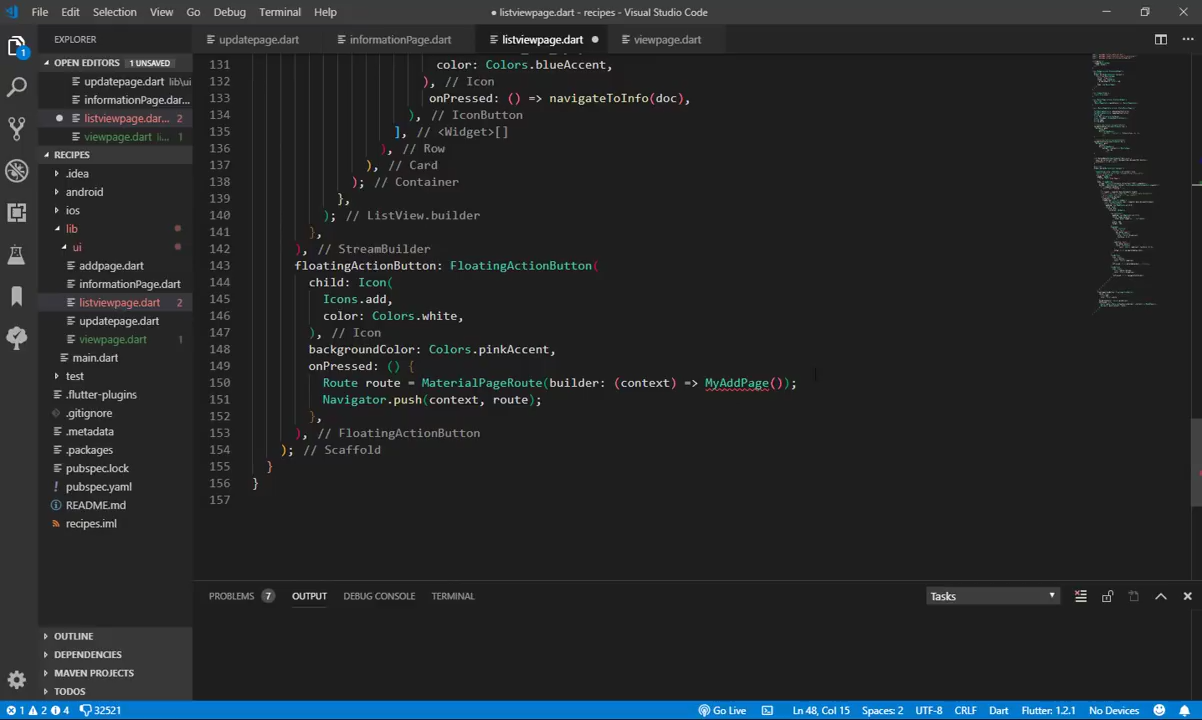 File Edit Selection View Go Debug Terminal Help
● listviewpage.dart - recipes - Visual Studio Code
EXPLORER
updatepage.dart
informationPage.dart
listviewpage.dart
viewpage.dart
OPEN EDITORS 1 UNSAVED
updatepage.dart lib\ui
informationPage.dar...
listviewpage.dart... 2
viewpage.dart li... 1
RECIPES
.idea
android
ios
lib
ui
addpage.dart
informationPage.dart
listviewpage.dart 2
updatepage.dart
viewpage.dart 1
main.dart
test
.flutter-plugins
.gitignore
.metadata
.packages
pubspec.lock
pubspec.yaml
README.md
recipes.iml
OUTLINE
DEPENDENCIES
MAVEN PROJECTS
TODOS
131 color: Colors.blueAccent,
132 ), // Icon
133 onPressed: () => navigateToInfo(doc),
134 ), // IconButton
135 ], // <Widget>[]
136 ), // Row
137 ), // Card
138 ); // Container
139 },
140 ); // ListView.builder
141 },
142 ), // StreamBuilder
143 floatingActionButton: FloatingActionButton(
144 child: Icon(
145 Icons.add,
146 color: Colors.white,
147 ), // Icon
148 backgroundColor: Colors.pinkAccent,
149 onPressed: () {
150 Route route = MaterialPageRoute(builder: (context) => MyAddPage());
151 Navigator.push(context, route);
152 },
153 ), // FloatingActionButton
154 ); // Scaffold
155 }
156 }
157
PROBLEMS 7 OUTPUT DEBUG CONSOLE TERMINAL
Tasks
1 2 4 32521
Go Live
Ln 48, Col 15 Spaces: 2 UTF-8 CRLF Dart Flutter: 1.2.1 No Devices